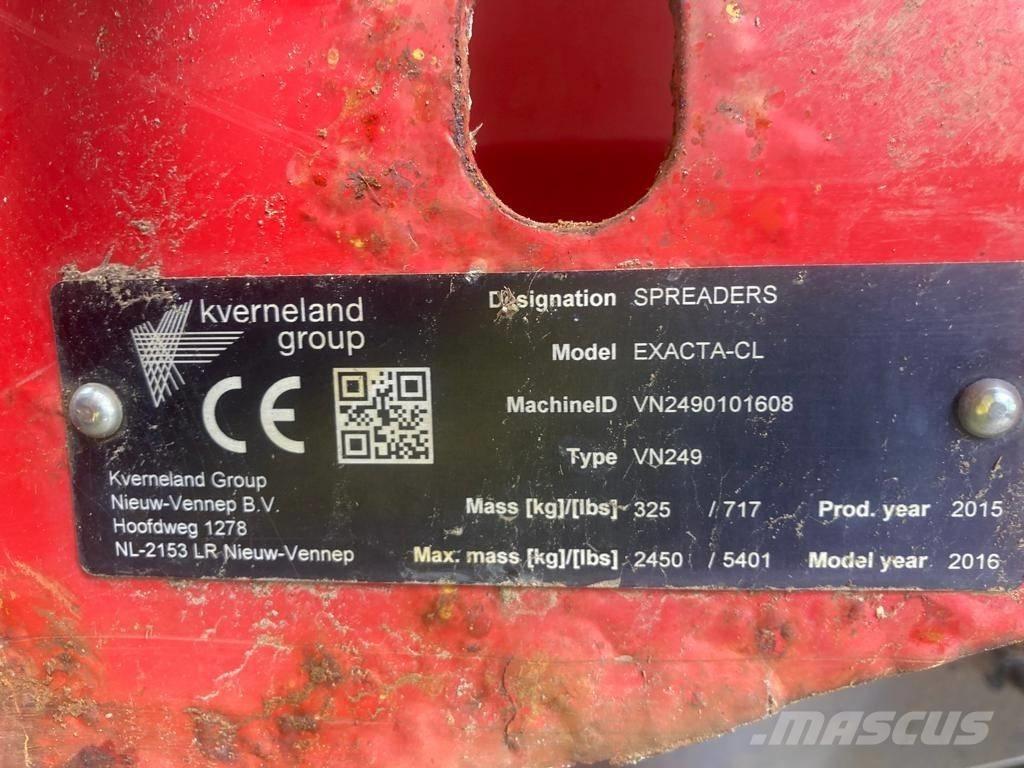 kverneland
group
CE
Kverneland Group
Nieuw-Vennep B.V.
Hoofdweg 1278
NL-2153 LR Nieuw-Vennep
Designation SPREADERS
Model EXACTA-CL
MachineID VN2490101608
Type VN249
Mass [kg]/[lbs] 325 / 717 Prod. year 2015
Max. mass [kg]/[lbs] 2450 / 5401 Model year 2016
MASCUS